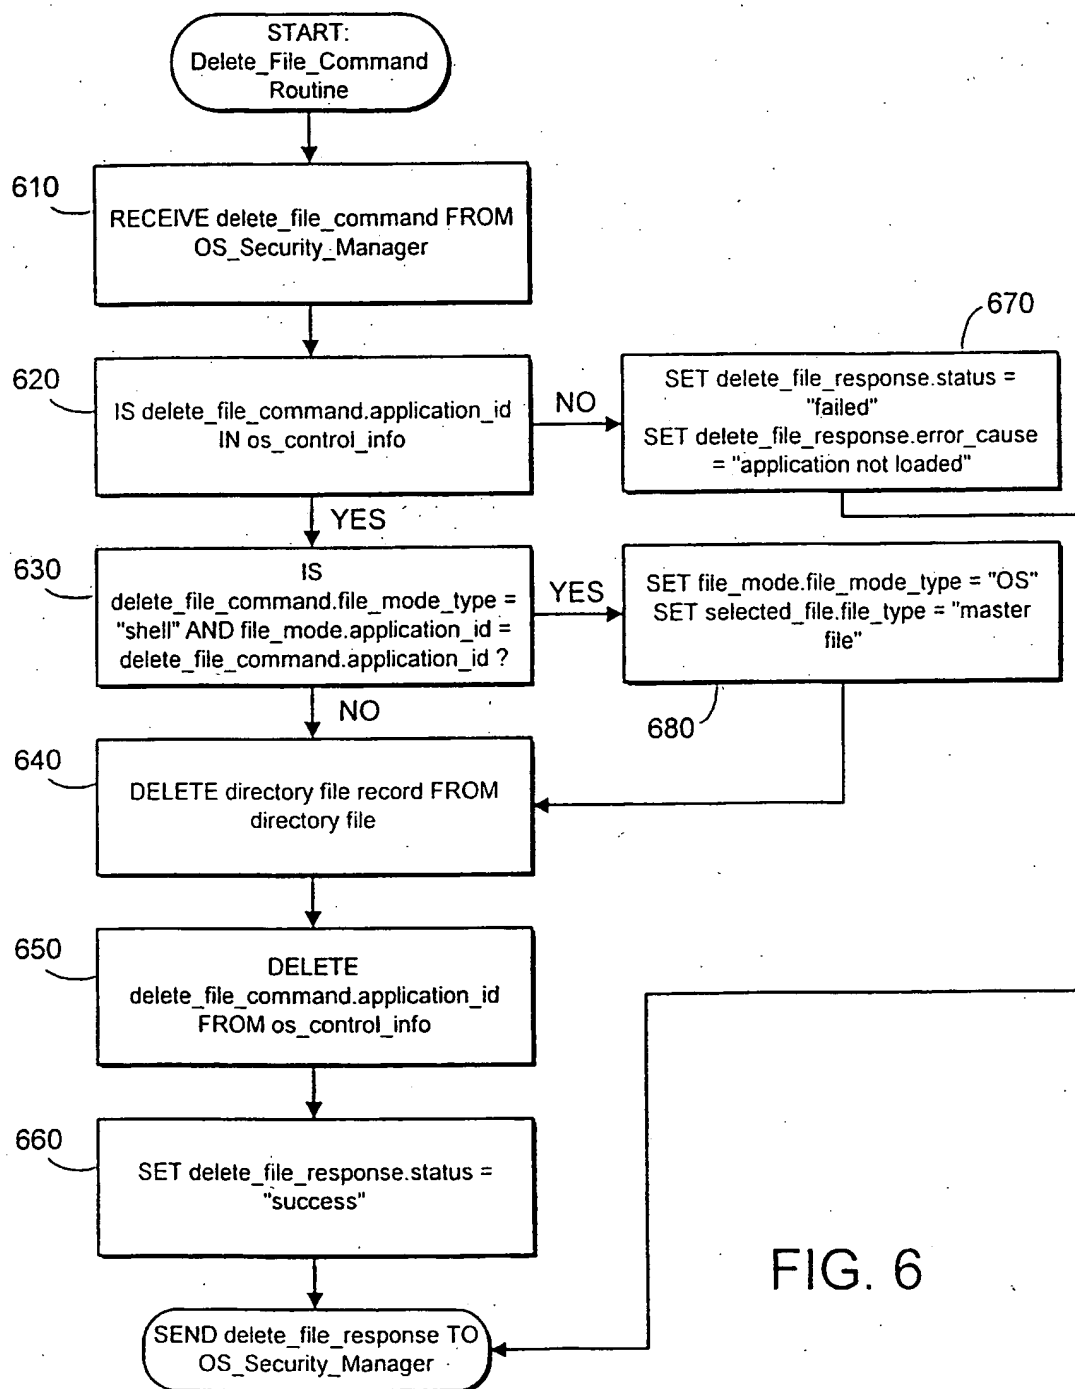 START:
Delete_File_Command
Routine
610
RECEIVE delete_file_command FROM
OS_Security_Manager
620
IS delete_file_command.application_id
IN os_control_info
NO
670
SET delete_file_response.status =
"failed"
SET delete_file_response.error_cause
= "application not loaded"
YES
630
IS
delete_file_command.file_mode_type =
"shell" AND file_mode.application_id =
delete_file_command.application_id ?
YES
SET file_mode.file_mode_type = "OS"
SET selected_file.file_type = "master
file"
680
NO
640
DELETE directory file record FROM
directory file
650
DELETE
delete_file_command.application_id
FROM os_control_info
660
SET delete_file_response.status =
"success"
SEND delete_file_response TO
OS_Security_Manager
FIG. 6